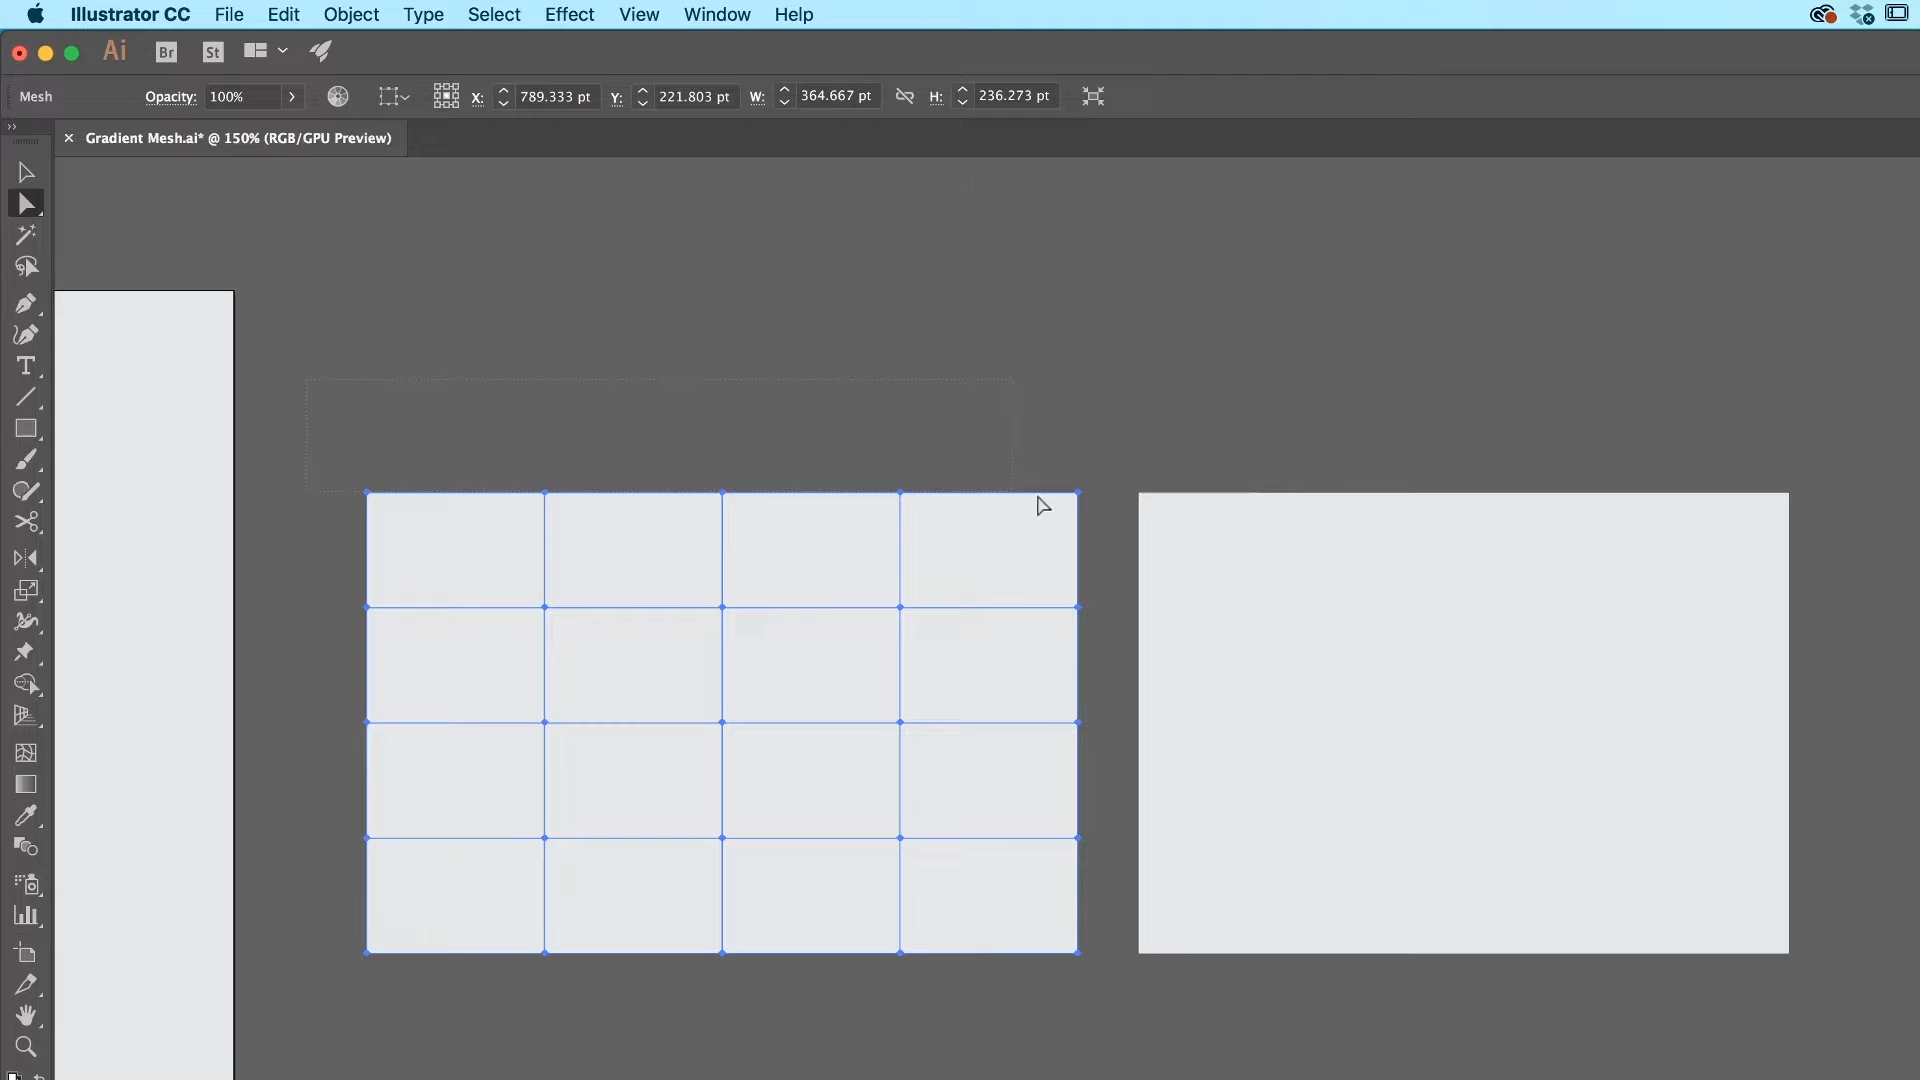 Illustrator CC File Edit Object Type Select Effect View Window Help
Ai Br St
Mesh Opacity: 100% X: 789.333 pt Y: 221.803 pt W: 364.667 pt H: 236.273 pt
Gradient Mesh.ai* @ 150% (RGB/GPU Preview)